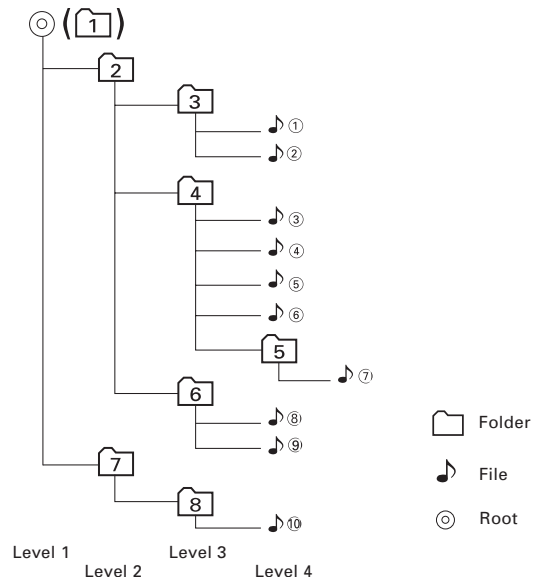 (1)
2
3
①
②
4
③
④
⑤
⑥
5
⑦
6
⑧
⑨
7
8
⑩
Folder
File
Root
Level 1
Level 2
Level 3
Level 4